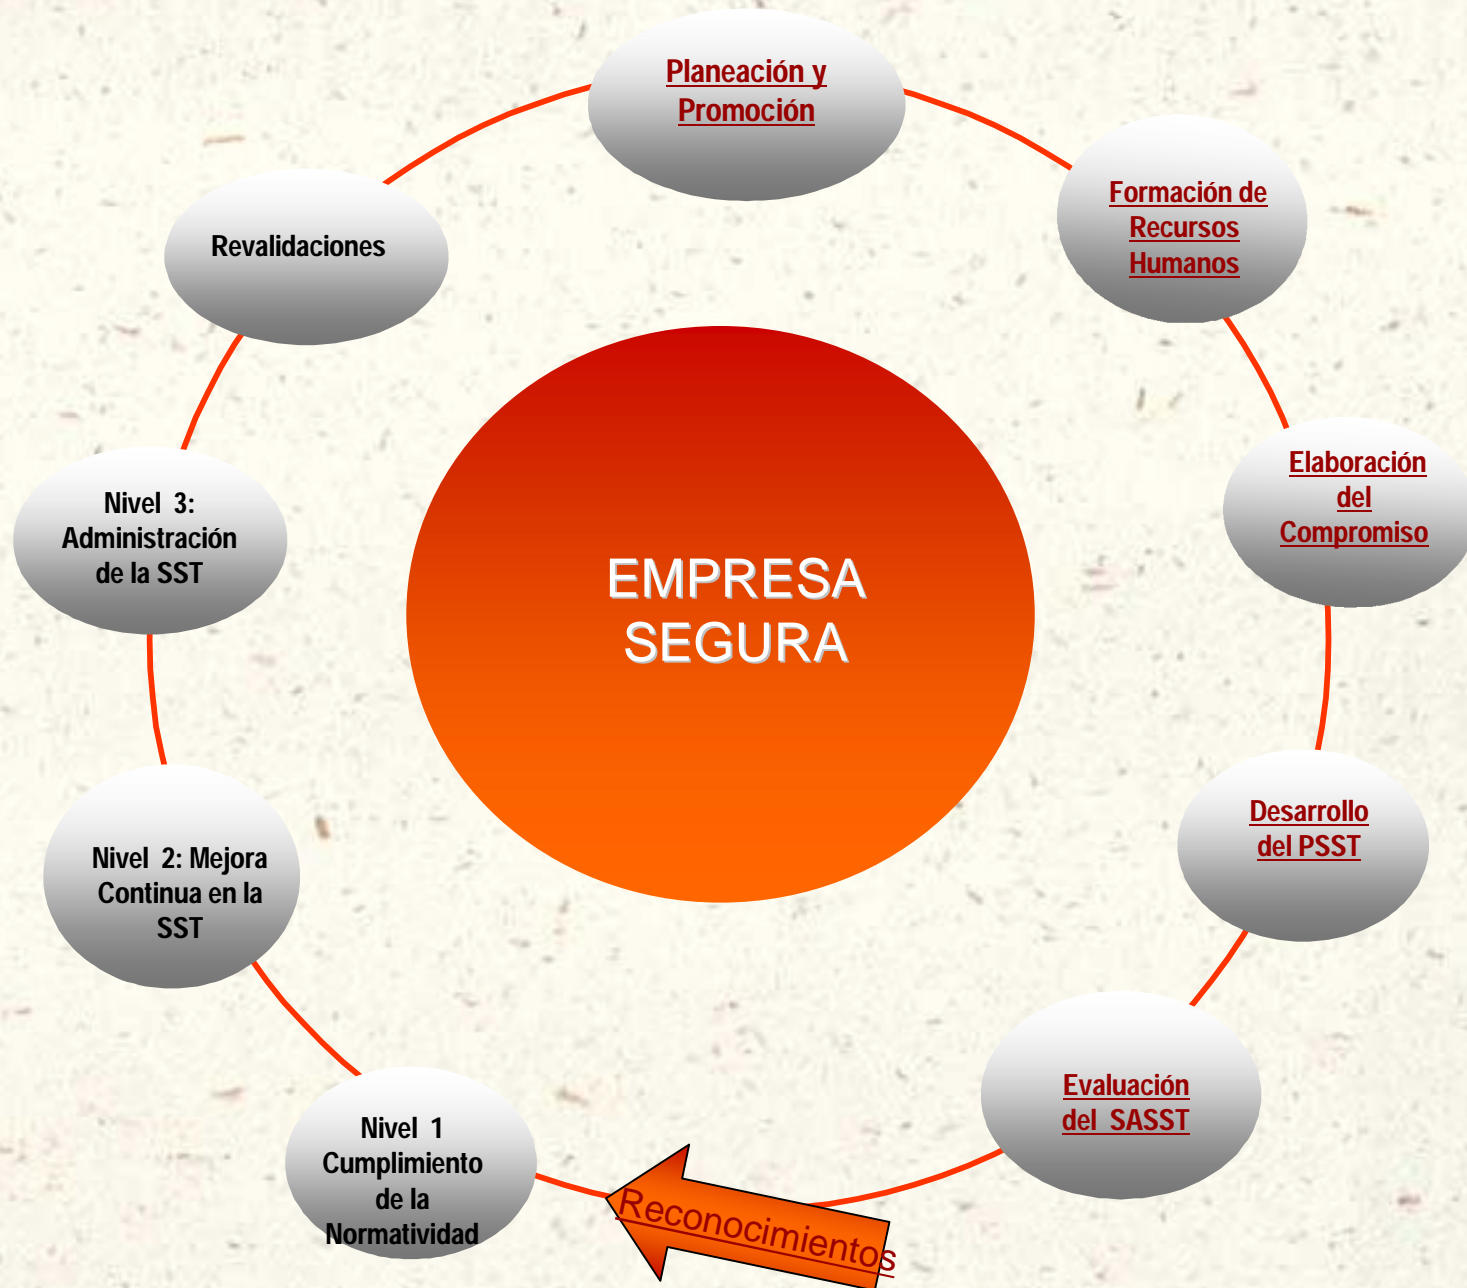 Planeación y
Promoción
Formación de
Recursos
Humanos
Elaboración
del
Compromiso
Desarrollo
del PSST
Evaluación
del SASST
Reconocimientos
Nivel 1
Cumplimiento
de la
Normatividad
Nivel 2: Mejora
Continua en la
SST
Nivel 3:
Administración
de la SST
Revalidaciones
EMPRESA
SEGURA